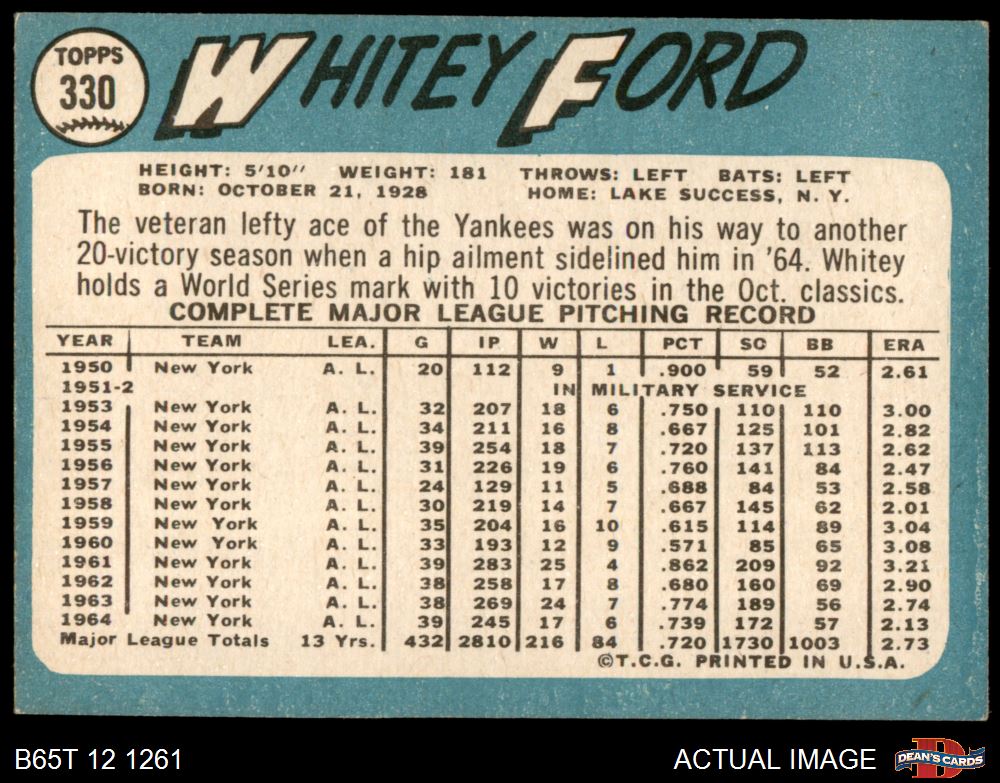 TOPPS
330
WHITEY FORD
HEIGHT: 5'10" WEIGHT: 181 THROWS: LEFT BATS: LEFT
BORN: OCTOBER 21, 1928 HOME: LAKE SUCCESS, N. Y.
The veteran lefty ace of the Yankees was on his way to another
20-victory season when a hip ailment sidelined him in '64. Whitey
holds a World Series mark with 10 victories in the Oct. classics.
COMPLETE MAJOR LEAGUE PITCHING RECORD
YEAR TEAM LEA. G IP W L PCT SO BB ERA
1950 New York A. L. 20 112 9 1 .900 59 52 2.61
1951-2 IN MILITARY SERVICE
1953 New York A. L. 32 207 18 6 .750 110 110 3.00
1954 New York A. L. 34 211 16 8 .667 125 101 2.82
1955 New York A. L. 39 254 18 7 .720 137 113 2.62
1956 New York A. L. 31 226 19 6 .760 141 84 2.47
1957 New York A. L. 24 129 11 5 .688 84 53 2.58
1958 New York A. L. 30 219 14 7 .667 145 62 2.01
1959 New York A. L. 35 204 16 10 .615 114 89 3.04
1960 New York A. L. 33 193 12 9 .571 85 65 3.08
1961 New York A. L. 39 283 25 4 .862 209 92 3.21
1962 New York A. L. 38 258 17 8 .680 160 69 2.90
1963 New York A. L. 38 269 24 7 .774 189 56 2.74
1964 New York A. L. 39 245 17 6 .739 172 57 2.13
Major League Totals 13 Yrs. 432 2810 216 84 .720 1730 1003 2.73
©T.C.G. PRINTED IN U.S.A.
B65T 12 1261
ACTUAL IMAGE
D
DEAN'S CARDS